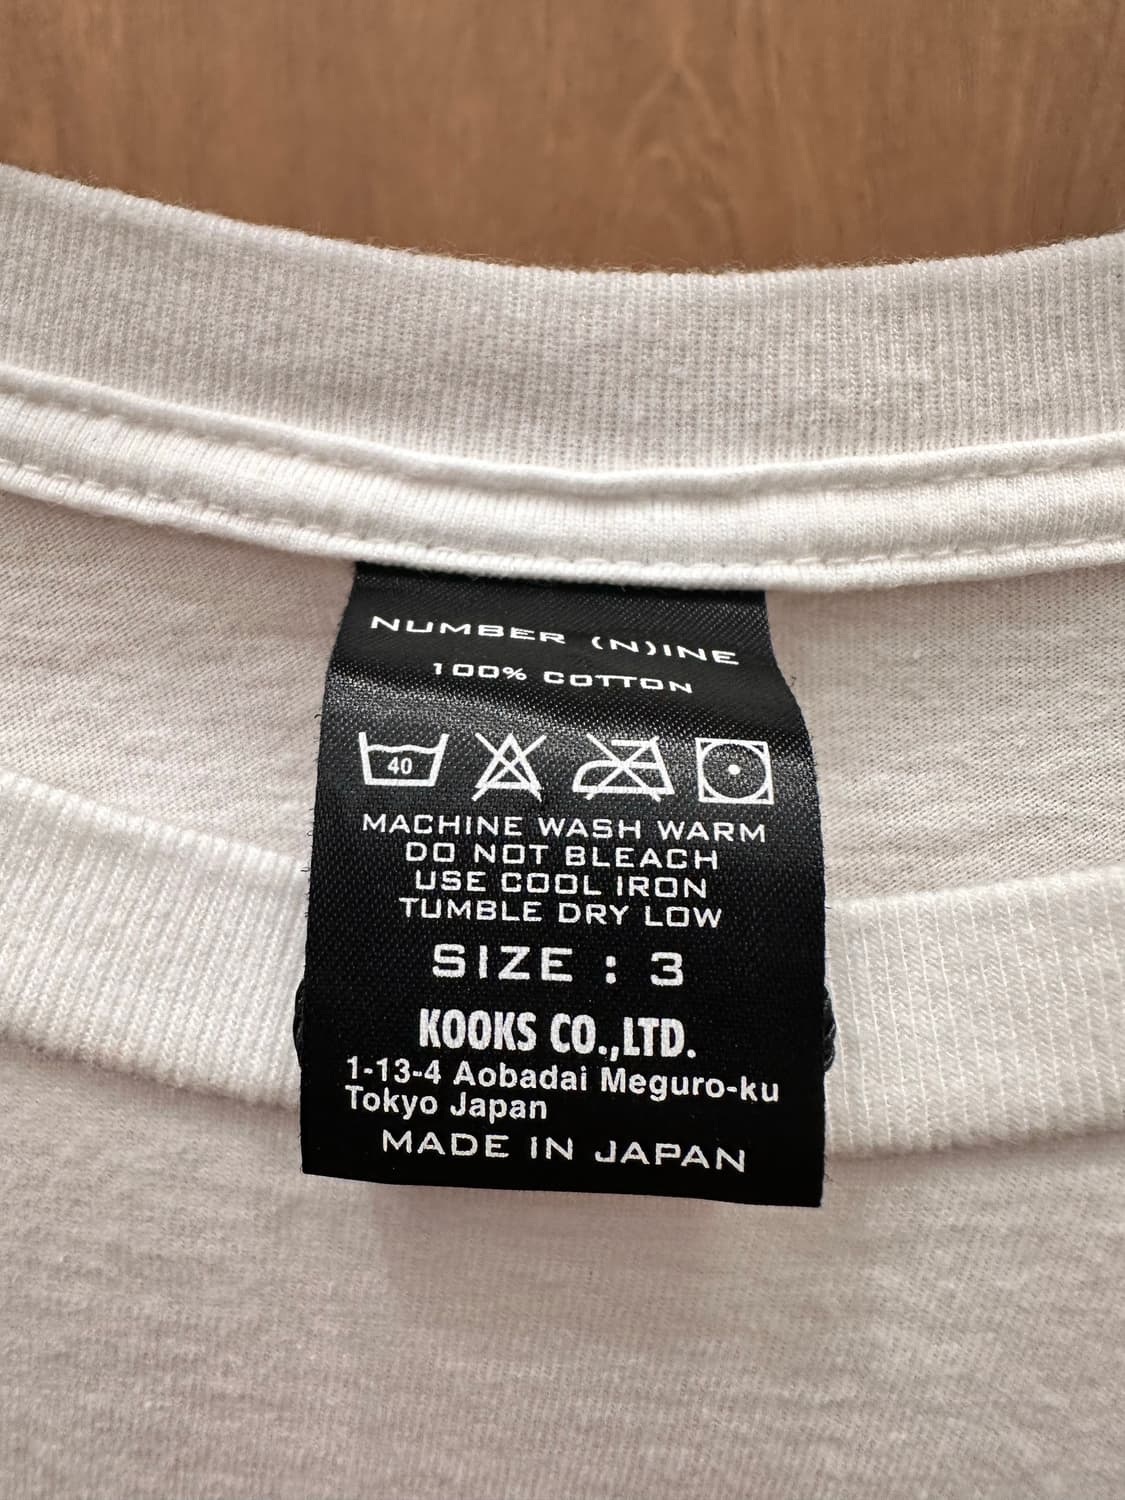 NUMBER (N)INE
100% COTTON
40
MACHINE WASH WARM
DO NOT BLEACH
USE COOL IRON
TUMBLE DRY LOW
SIZE : 3
KOOKS CO.,LTD.
1-13-4 Aobadai Meguro-ku
Tokyo Japan
MADE IN JAPAN